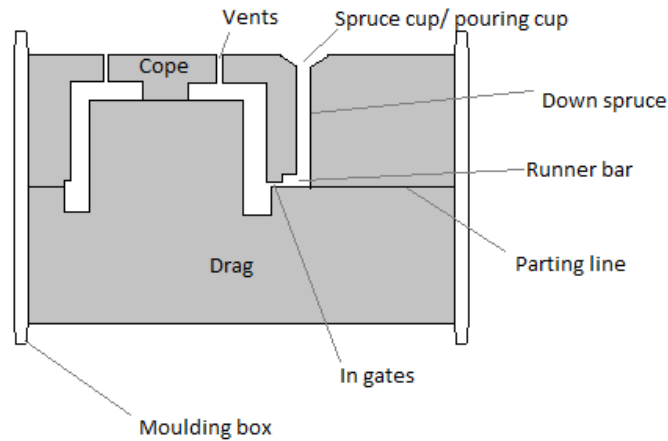 Vents
Spruce cup/ pouring cup
Cope
Down spruce
Runner bar
Parting line
Drag
In gates
Moulding box